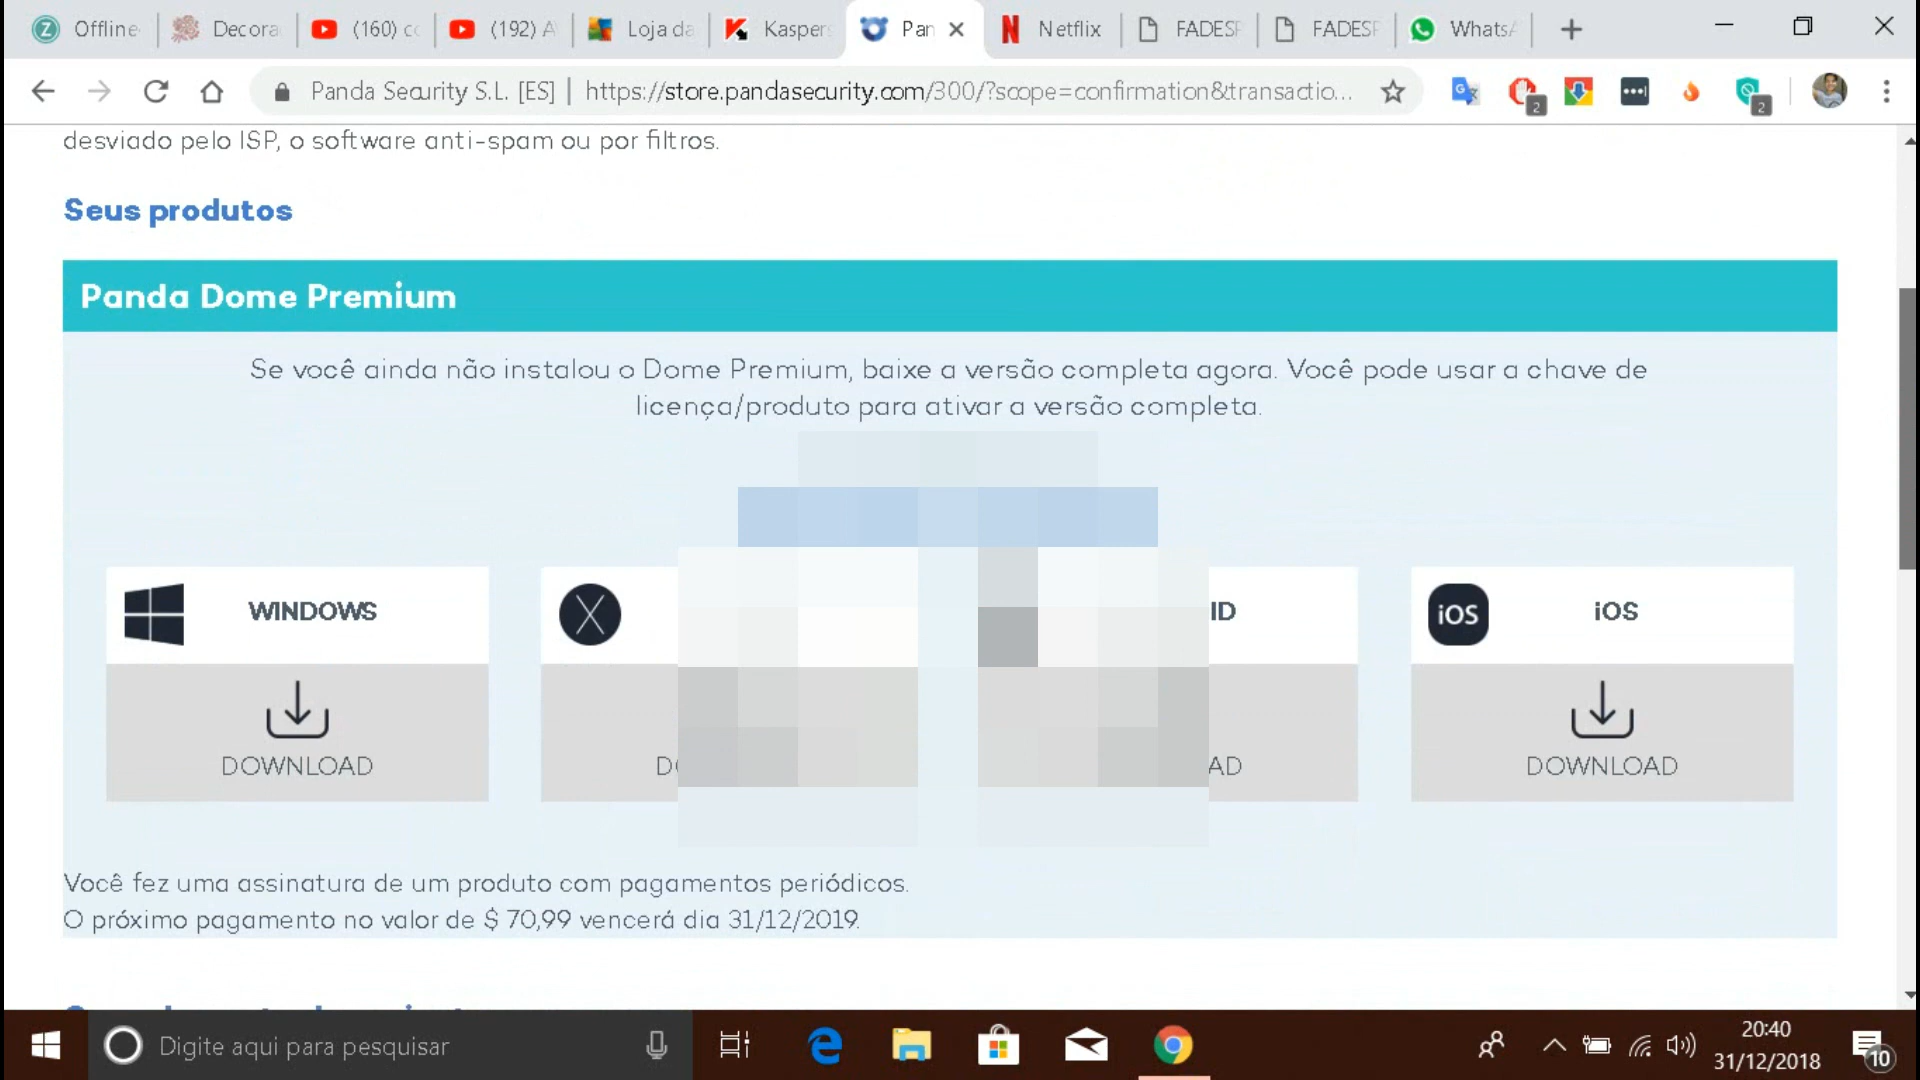 Offline
Decora
(160) cc
(192) A
Loja da
Kaspers
Pan
Netflix
FADESP
FADESP
WhatsA
Panda Security S.L. [ES] | https://store.pandasecurity.com/300/?scope=confirmation&transactio...
2
2
desviado pelo ISP, o software anti-spam ou por filtros.
Seus produtos
Panda Dome Premium
Se você ainda não instalou o Dome Premium, baixe a versão completa agora. Você pode usar a chave de
licença/produto para ativar a versão completa.
WINDOWS
X
ID
iOS
iOS
DOWNLOAD
D
AD
DOWNLOAD
Você fez uma assinatura de um produto com pagamentos periódicos.
O próximo pagamento no valor de $ 70,99 vencerá dia 31/12/2019.
Digite aqui para pesquisar
20:40
31/12/2018
10